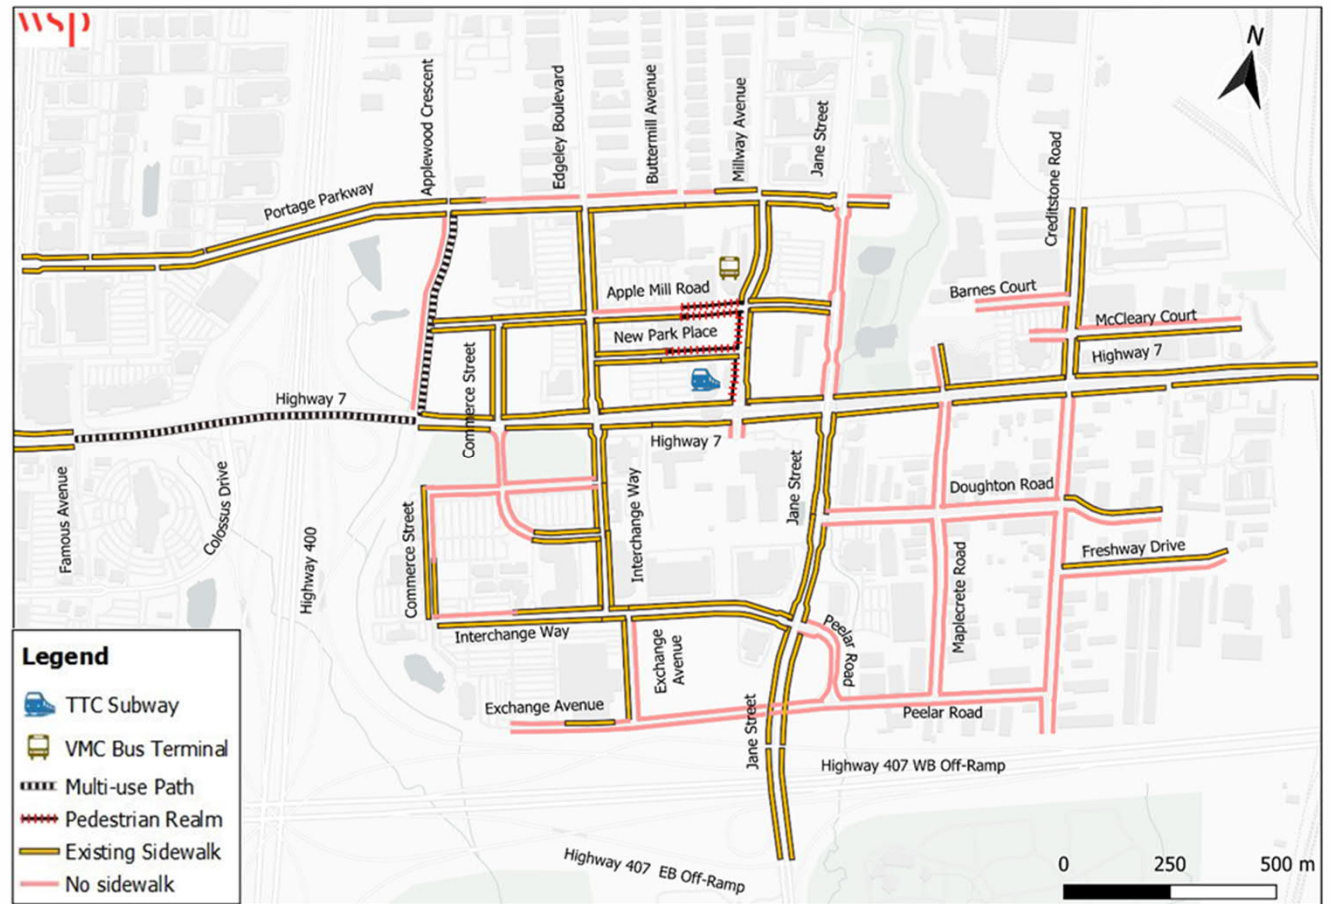 wsp
N
Applewood Crescent
Edgeley Boulevard
Buttermill Avenue
Millway Avenue
Jane Street
Creditstone Road
Portage Parkway
Apple Mill Road
Barnes Court
New Park Place
McCleary Court
Highway 7
Commerce Street
Highway 7
Highway 7
Famous Avenue
Colossus Drive
Highway 400
Commerce Street
Interchange Way
Jane Street
Doughton Road
Freshway Drive
Maplecrete Road
Interchange Way
Exchange
Avenue
Peelar Road
Exchange Avenue
Jane Street
Peelar Road
Highway 407 WB Off-Ramp
Highway 407 EB Off-Ramp
Legend
TTC Subway
VMC Bus Terminal
Multi-use Path
Pedestrian Realm
Existing Sidewalk
No sidewalk
0 250 500 m